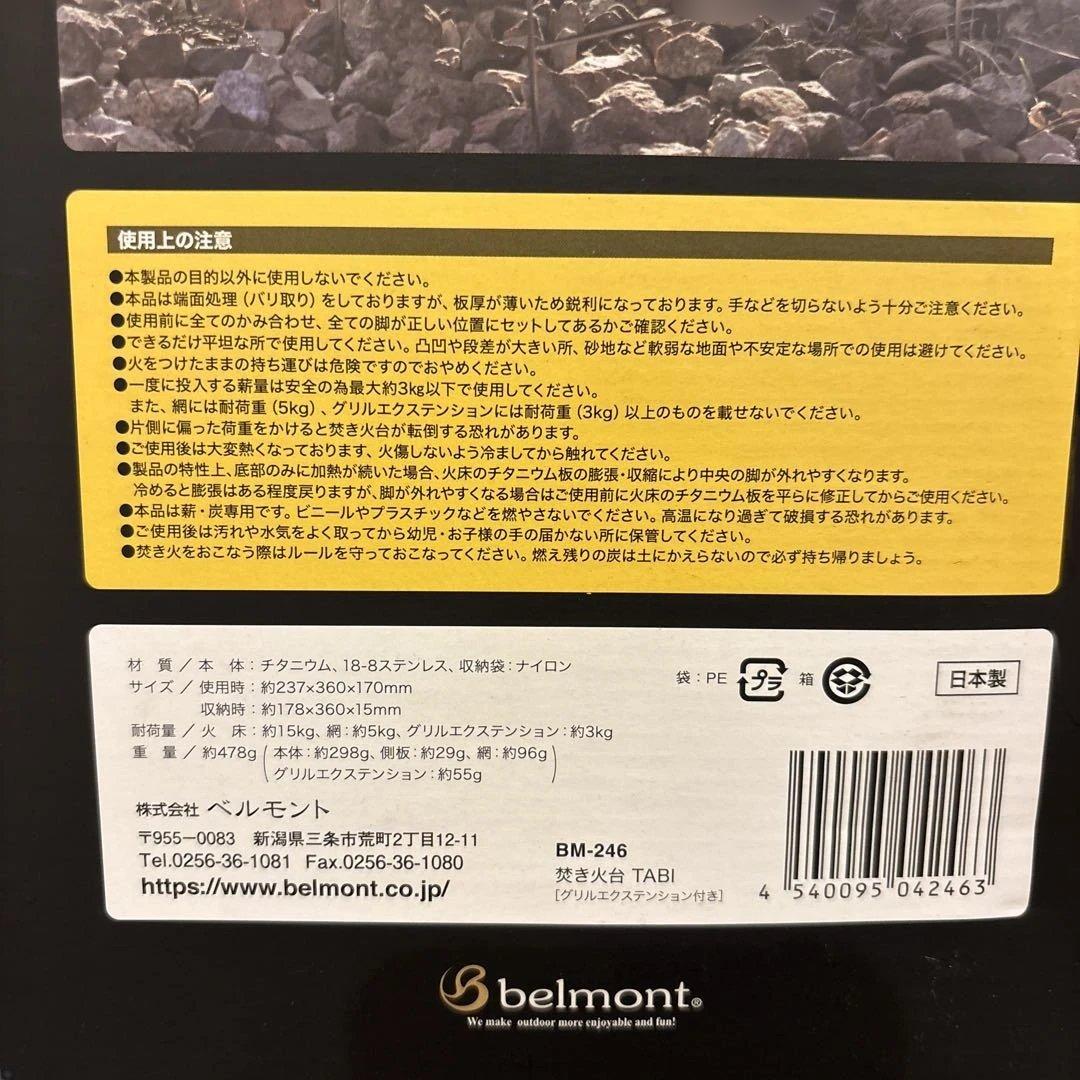 使用上の注意
●本製品の目的以外に使用しないでください。
●本品は端面処理（バリ取り）をしておりますが、板厚が薄いため鋭利になっております。手などを切らないよう十分ご注意ください。
●使用前に全てのかみ合わせ、全ての脚が正しい位置にセットしてあるかご確認ください。
●できるだけ平坦な所で使用してください。凸凹や段差が大きい所、砂地など軟弱な地面や不安定な場所での使用は避けてください。
●火をつけたままの持ち運びは危険ですのでおやめください。
●一度に投入する薪量は安全の為最大約3kg以下で使用してください。
また、網には耐荷重（5kg）、グリルエクステンションには耐荷重（3kg）以上のものを載せないでください。
●片側に偏った荷重をかけると焚き火台が転倒する恐れがあります。
●ご使用後は大変熱くなっております、火傷しないよう冷ましてから触れてください。
●製品の特性上、底部のみに加熱が続いた場合、火床のチタニウム板の膨張・収縮により中央の脚が外れやすくなります。
冷めると膨張はある程度戻りますが、脚が外れやすくなる場合はご使用前に火床のチタニウム板を平らに修正してからご使用ください。
●本品は薪・炭専用です。ビニールやプラスチックなどを燃やさないでください。高温になり過ぎて破損する恐れがあります。
●ご使用後は汚れや水気をよく取ってから幼児・お子様の手の届かない所に保管してください。
●焚き火をおこなう際はルールを守っておこなってください。燃え残りの炭は土にかえらないので必ず持ち帰りましょう。
材 質／本 体：チタニウム、18-8ステンレス、収納袋：ナイロン
サイズ／使用時：約237×360×170mm
収納時：約178×360×15mm
耐荷量／火 床：約15kg、網：約5kg、グリルエクステンション：約3kg
重 量／約478g（本体：約298g、側板：約29g、網：約96g
グリルエクステンション：約55g）
袋：PE プラ 箱
日本製
株式会社 ベルモント
〒955-0083 新潟県三条市荒町2丁目12-11
Tel.0256-36-1081 Fax.0256-36-1080
https://www.belmont.co.jp/
BM-246
焚き火台 TABI
［グリルエクステンション付き］
4 540095 042463
belmont®
We make outdoor more enjoyable and fun!